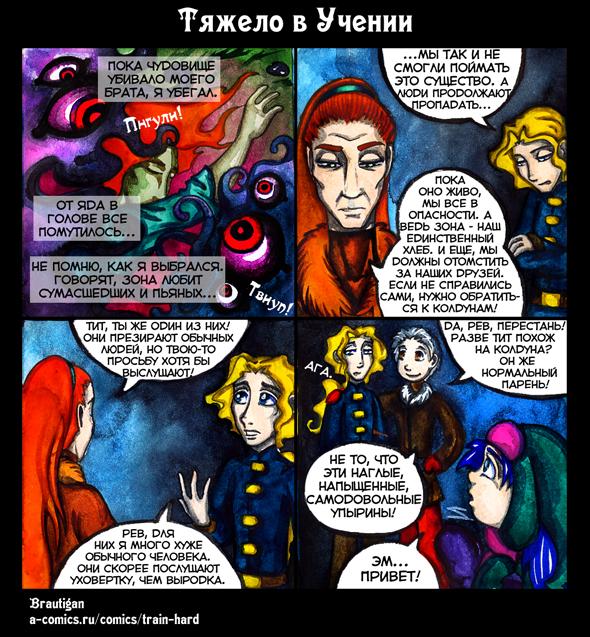 Тяжело в Учении
ПОКА ЧУДОВИЩЕ
УБИВАЛО МОЕГО
БРАТА, Я УБЕГАЛ.
Пнгули!
ОТ ЯДА В
ГОЛОВЕ ВСЕ
ПОМУТИЛОСЬ...
НЕ ПОМНЮ, КАК Я ВЫБРАЛСЯ.
ГОВОРЯТ, ЗОНА ЛЮБИТ
СУМАСШЕДШИХ И ПЬЯНЫХ...
Твнуп!
...МЫ ТАК И НЕ
СМОГЛИ ПОЙМАТЬ
ЭТО СУЩЕСТВО. А
ЛЮДИ ПРОДОЛЖАЮТ
ПРОПАДАТЬ...
ПОКА
ОНО ЖИВО,
МЫ ВСЕ В
ОПАСНОСТИ. А
ВЕДЬ ЗОНА - НАШ
ЕДИНСТВЕННЫЙ
ХЛЕБ. И ЕЩЕ, МЫ
ДОЛЖНЫ ОТОМСТИТЬ
ЗА НАШИХ ДРУЗЕЙ.
ЕСЛИ НЕ СПРАВИЛИСЬ
САМИ, НУЖНО ОБРАТИТЬ-
СЯ К КОЛДУНАМ!
ТИТ, ТЫ ЖЕ ОДИН ИЗ НИХ!
ОНИ ПРЕЗИРАЮТ ОБЫЧНЫХ
ЛЮДЕЙ, НО ТВОЮ-ТО
ПРОСЬБУ ХОТЯ БЫ
ВЫСЛУШАЮТ!
РЕВ, ДЛЯ
НИХ Я МНОГО ХУЖЕ
ОБЫЧНОГО ЧЕЛОВЕКА.
ОНИ СКОРЕЕ ПОСЛУШАЮТ
УХОВЕРТКУ, ЧЕМ ВЫРОДКА.
ДА, РЕВ, ПЕРЕСТАНЬ!
РАЗВЕ ТИТ ПОХОЖ
НА КОЛДУНА?
ОН ЖЕ
НОРМАЛЬНЫЙ
ПАРЕНЬ!
АГА.
НЕ ТО, ЧТО
ЭТИ НАГЛЫЕ,
НАПЫЩЕННЫЕ,
САМОДОВОЛЬНЫЕ
УПЫРИНЫ!
ЭМ...
ПРИВЕТ!
Brautigan
a-comics.ru/comics/train-hard